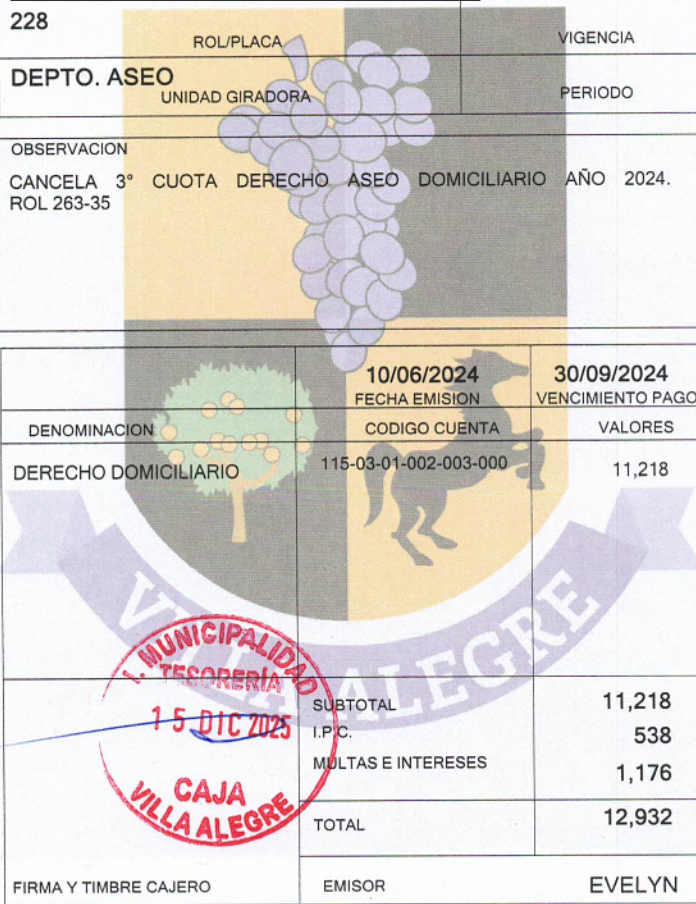 228
ROL/PLACA
VIGENCIA
DEPTO. ASEO
UNIDAD GIRADORA
PERIODO
OBSERVACION
CANCELA 3° CUOTA DERECHO ASEO DOMICILIARIO AÑO 2024.
ROL 263-35
10/06/2024 30/09/2024
FECHA EMISION VENCIMIENTO PAGO
DENOMINACION CODIGO CUENTA VALORES
DERECHO DOMICILIARIO 115-03-01-002-003-000 11,218
VILLA ALEGRE
I. MUNICIPALIDAD
TESORERÍA
15 DIC 2025
CAJA
VILLA ALEGRE
SUBTOTAL 11,218
I.P.C. 538
MULTAS E INTERESES 1,176
TOTAL 12,932
FIRMA Y TIMBRE CAJERO EMISOR EVELYN